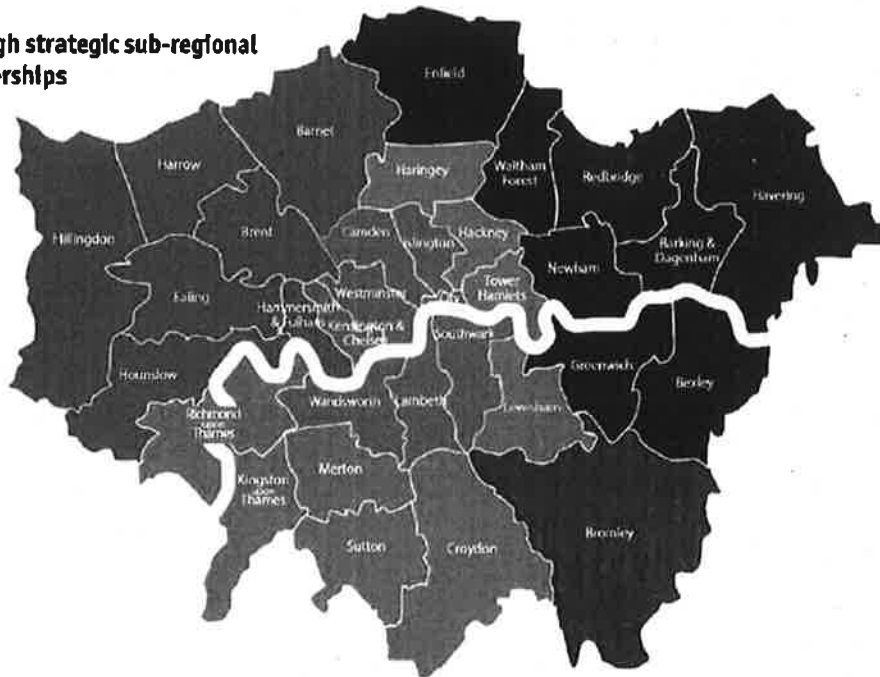 gh strategic sub-regional
erships
Enfield
Barnet
Harrow
Haringey
Waltham
Forest
Redbridge
Havering
Hillingdon
Brent
Camden
Islington
Hackney
Newham
Barking &
Dagenham
Ealing
Westminster
City
Tower
Hamlets
Hammersmith
& Fulham
Kensington &
Chelsea
Southwark
Hounslow
Greenwich
Bexley
Richmond
upon
Thames
Wandsworth
Lambeth
Lewisham
Kingston
upon
Thames
Merton
Sutton
Croydon
Bromley